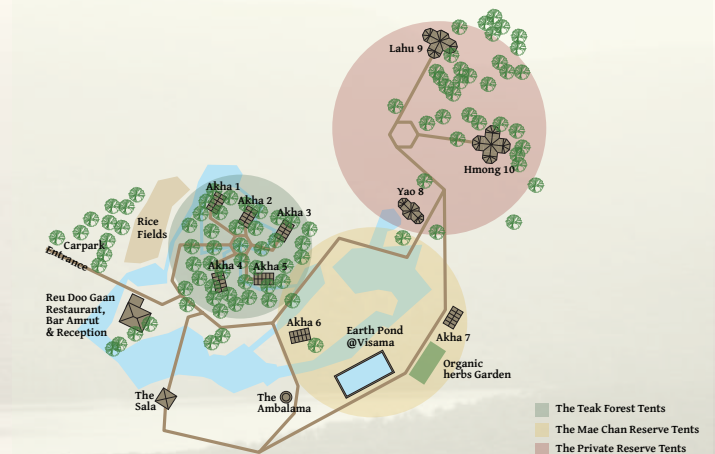 Lahu 9
Hmong 10
Yao 8
Akha 1
Akha 2
Akha 3
Rice
Fields
Carpark
Entrance
Akha 4
Akha 5
Reu Doo Gaan
Restaurant,
Bar Amrut
& Reception
Akha 6
Earth Pond
@Visama
Akha 7
Organic
herbs Garden
The
Sala
The
Ambalama
The Teak Forest Tents
The Mae Chan Reserve Tents
The Private Reserve Tents